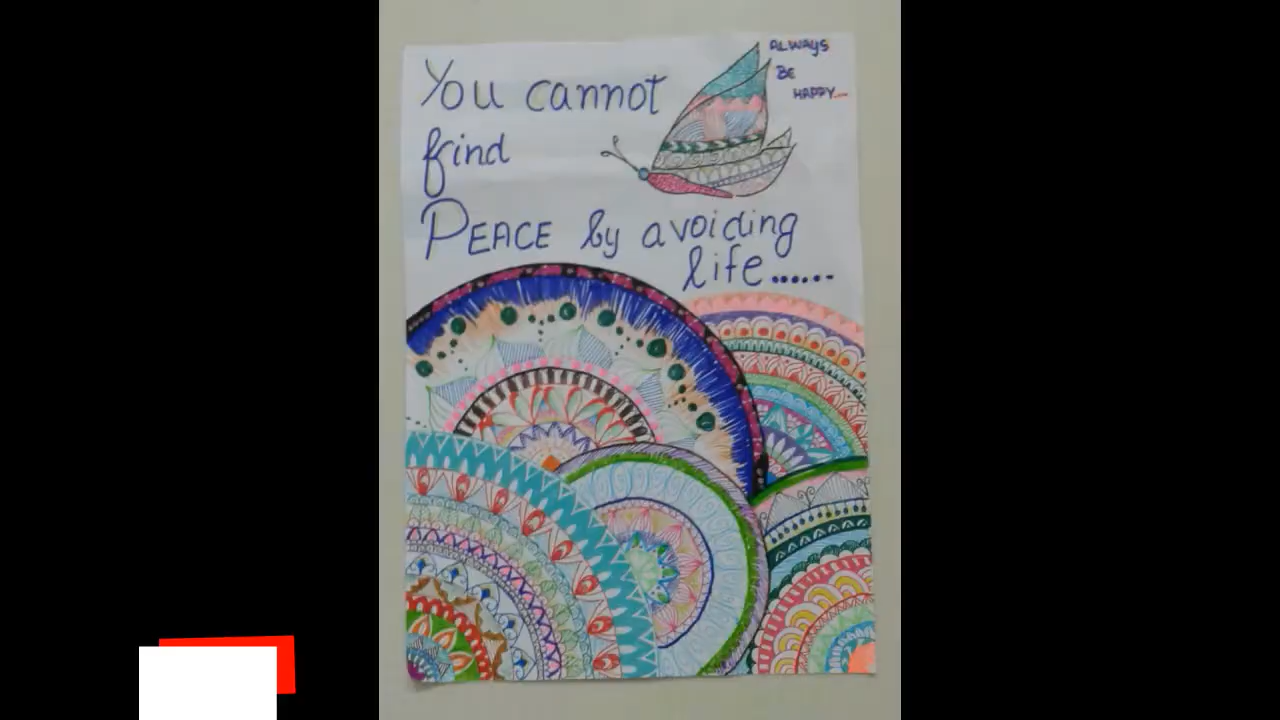 You cannot
find
PEACE by avoiding
life......
ALWAYS
BE
HAPPY...